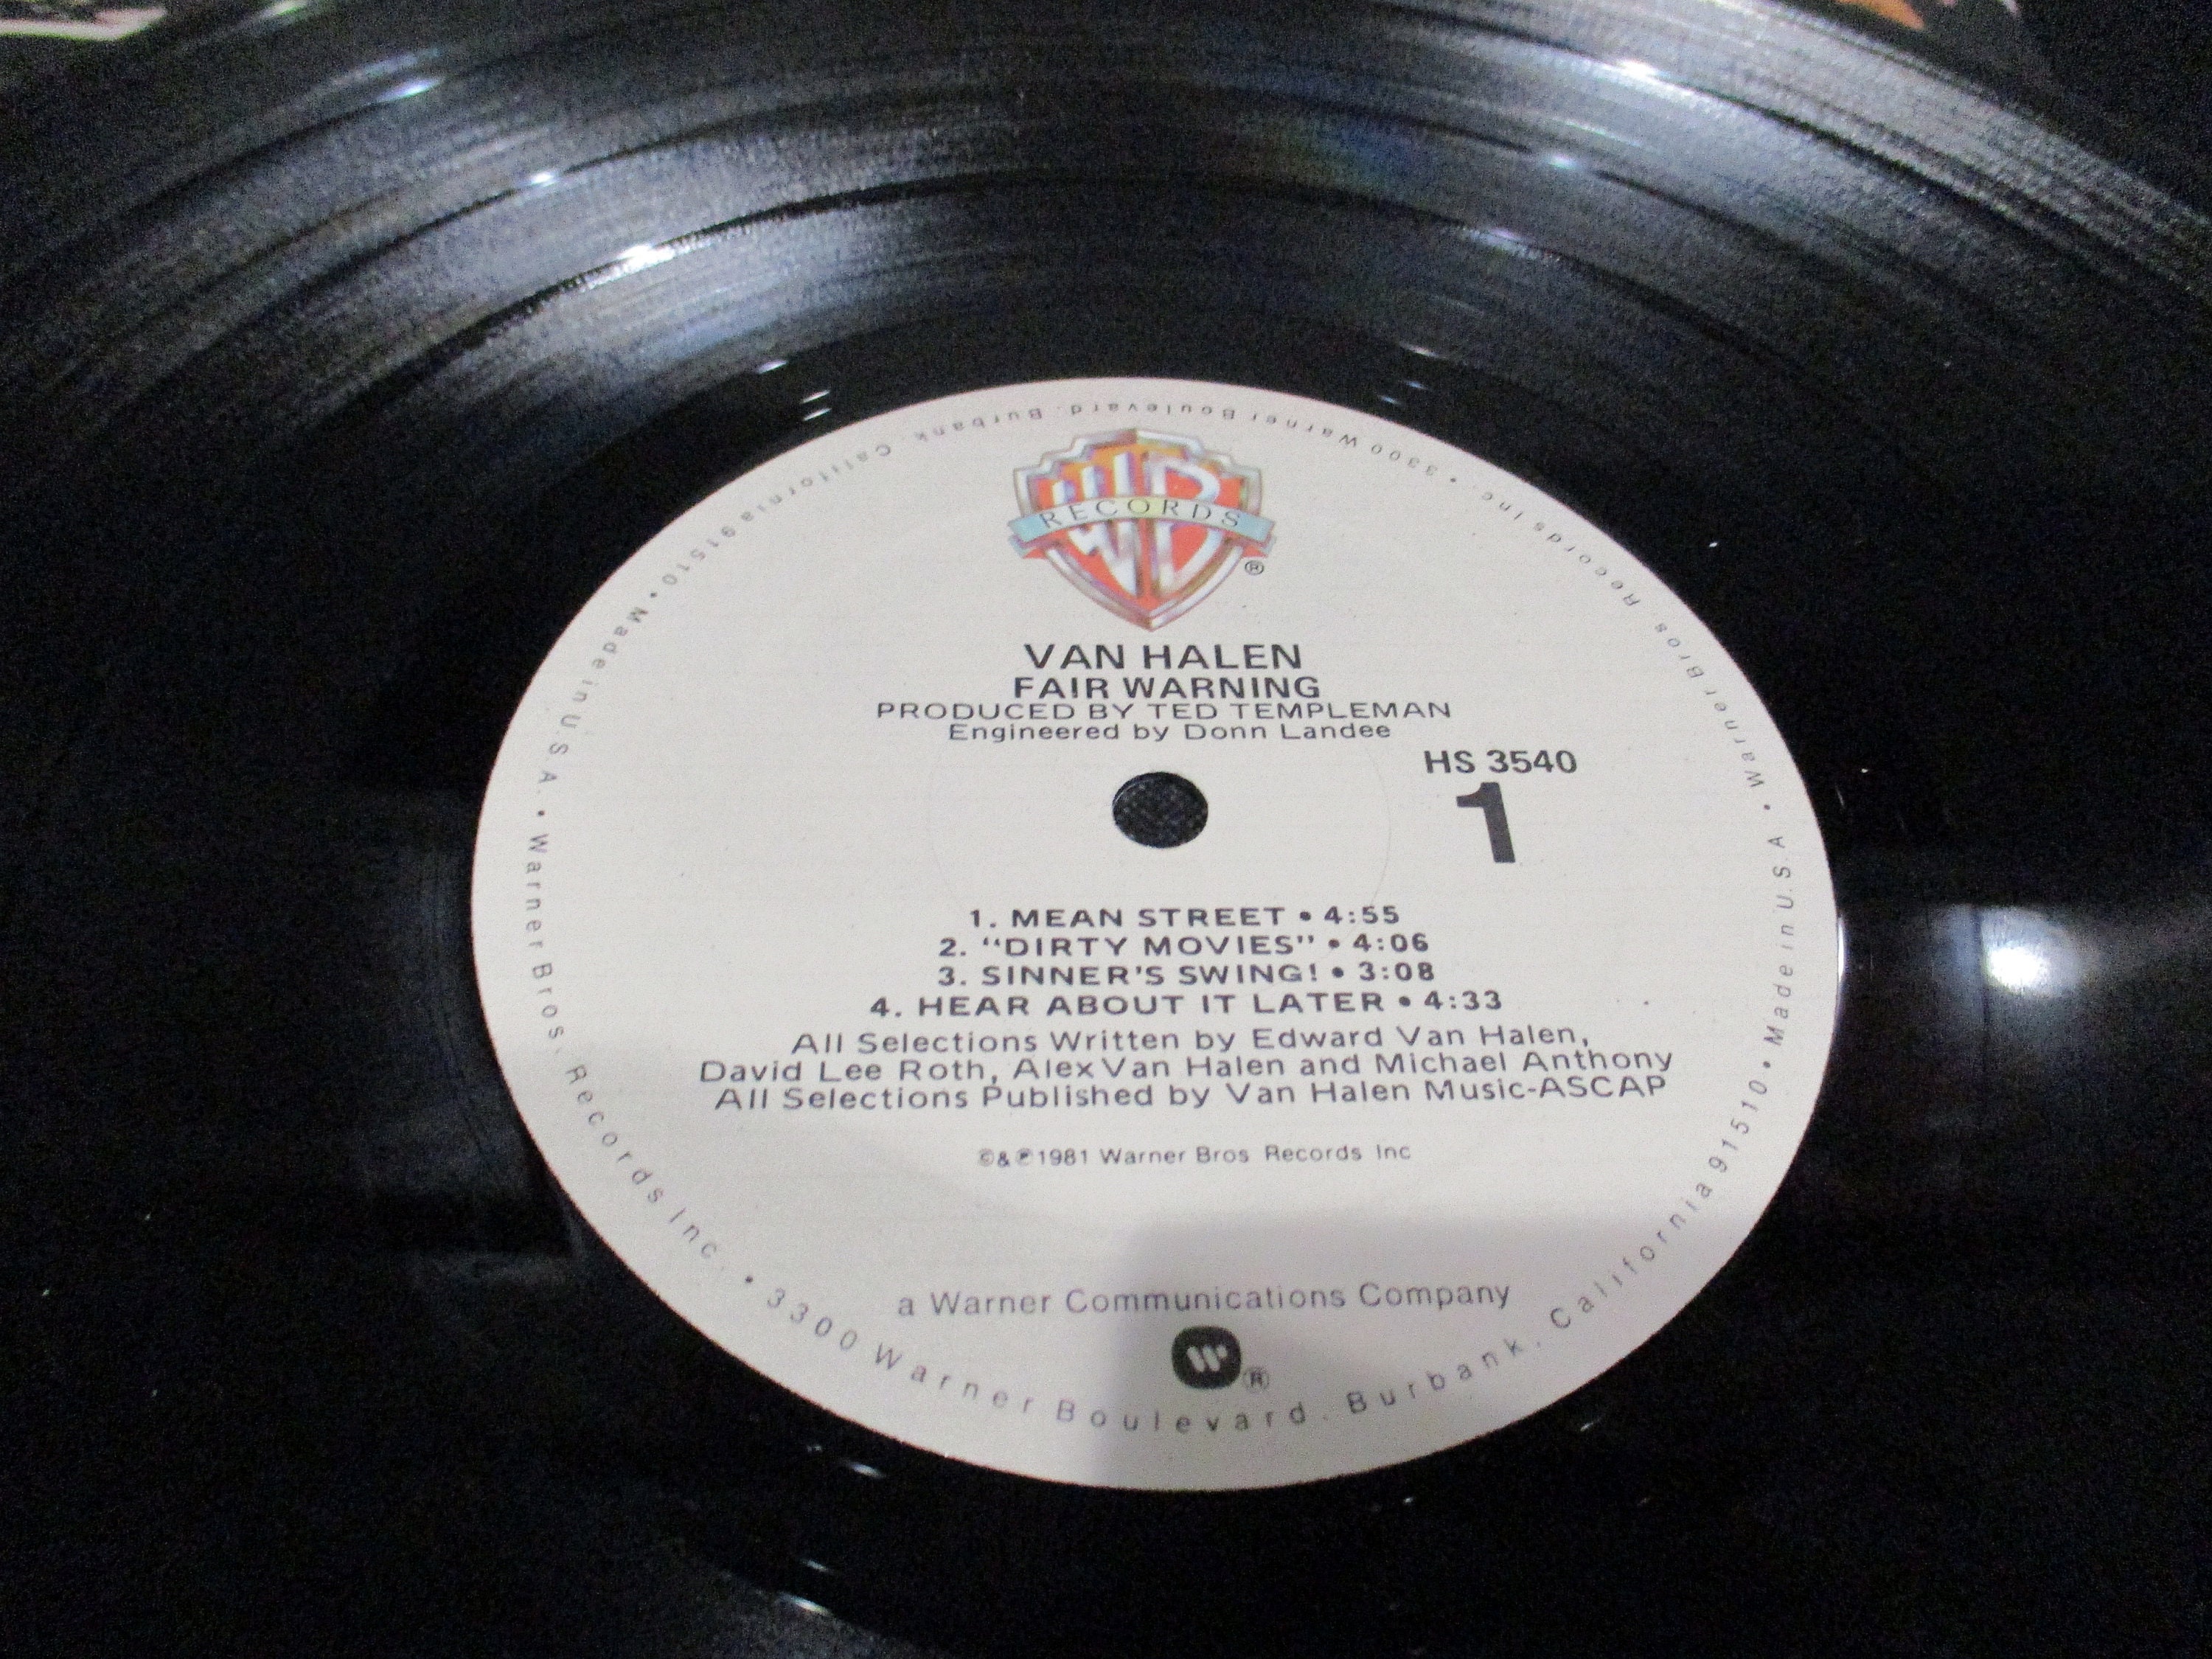 WB
RECORDS
®
VAN HALEN
FAIR WARNING
PRODUCED BY TED TEMPLEMAN
Engineered by Donn Landee
HS 3540
1
1. MEAN STREET • 4:55
2. “DIRTY MOVIES” • 4:06
3. SINNER'S SWING! • 3:08
4. HEAR ABOUT IT LATER • 4:33
All Selections Written by Edward Van Halen,
David Lee Roth, Alex Van Halen and Michael Anthony
All Selections Published by Van Halen Music-ASCAP
©&℗1981 Warner Bros Records Inc
a Warner Communications Company
W ®
Warner Bros. Records Inc. • 3300 Warner Boulevard. Burbank. California 91510 • Made in U.S.A. • Warner Bros. Records Inc. • 3300 Warner Boulevard. Burbank. California 91510 • Made in U.S.A. •